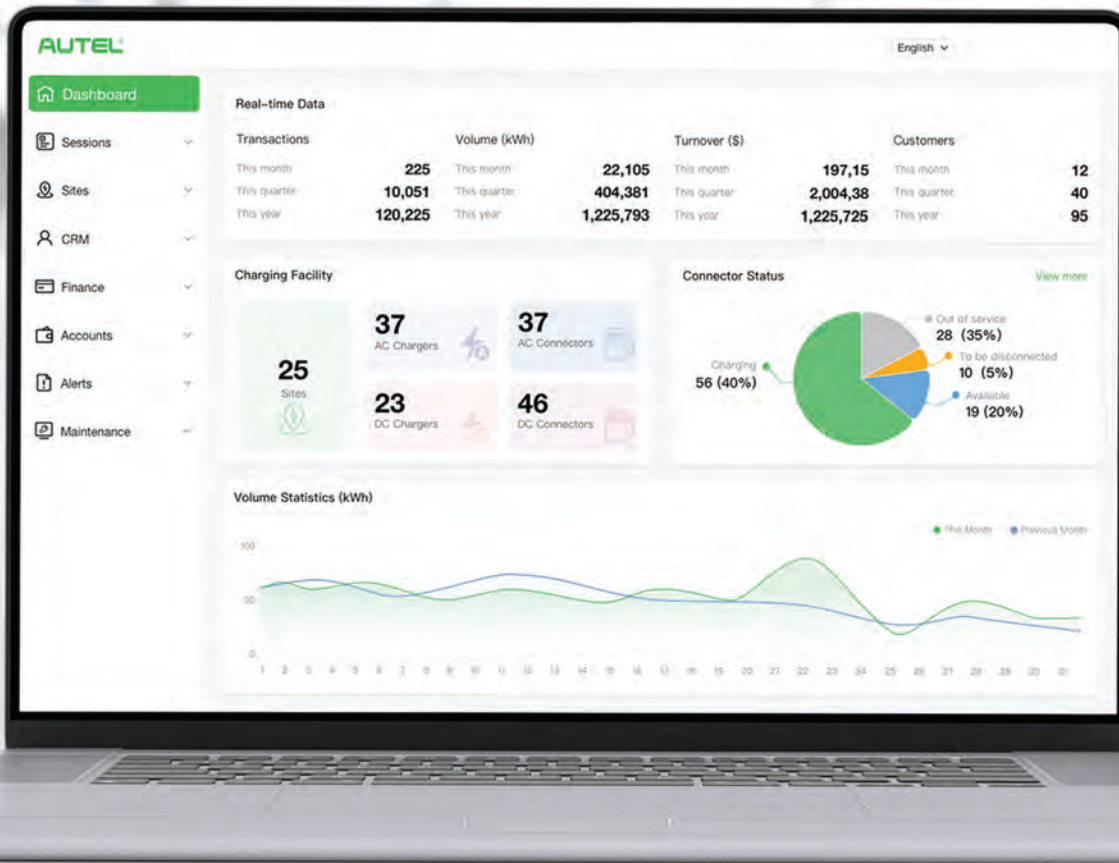 AUTEL
English
Dashboard
Sessions
Sites
CRM
Finance
Accounts
Alerts
Maintenance
Real-time Data
Transactions
This month 225
This quarter 10,051
This year 120,225
Volume (kWh)
This month 22,105
This quarter 404,381
This year 1,225,793
Turnover ($)
This month 197,15
This quarter 2,004,38
This year 1,225,725
Customers
This month 12
This quarter 40
This year 95
Charging Facility
25
Sites
37
AC Chargers
37
AC Connectors
23
DC Chargers
46
DC Connectors
Connector Status
View more
Charging
56 (40%)
Out of service
28 (35%)
To be disconnected
10 (5%)
Available
19 (20%)
Volume Statistics (kWh)
This Month
Previous Month
100
50
0
1 2 3 4 5 6 7 8 9 10 11 12 13 14 15 16 17 18 19 20 21 22 23 24 25 26 27 28 29